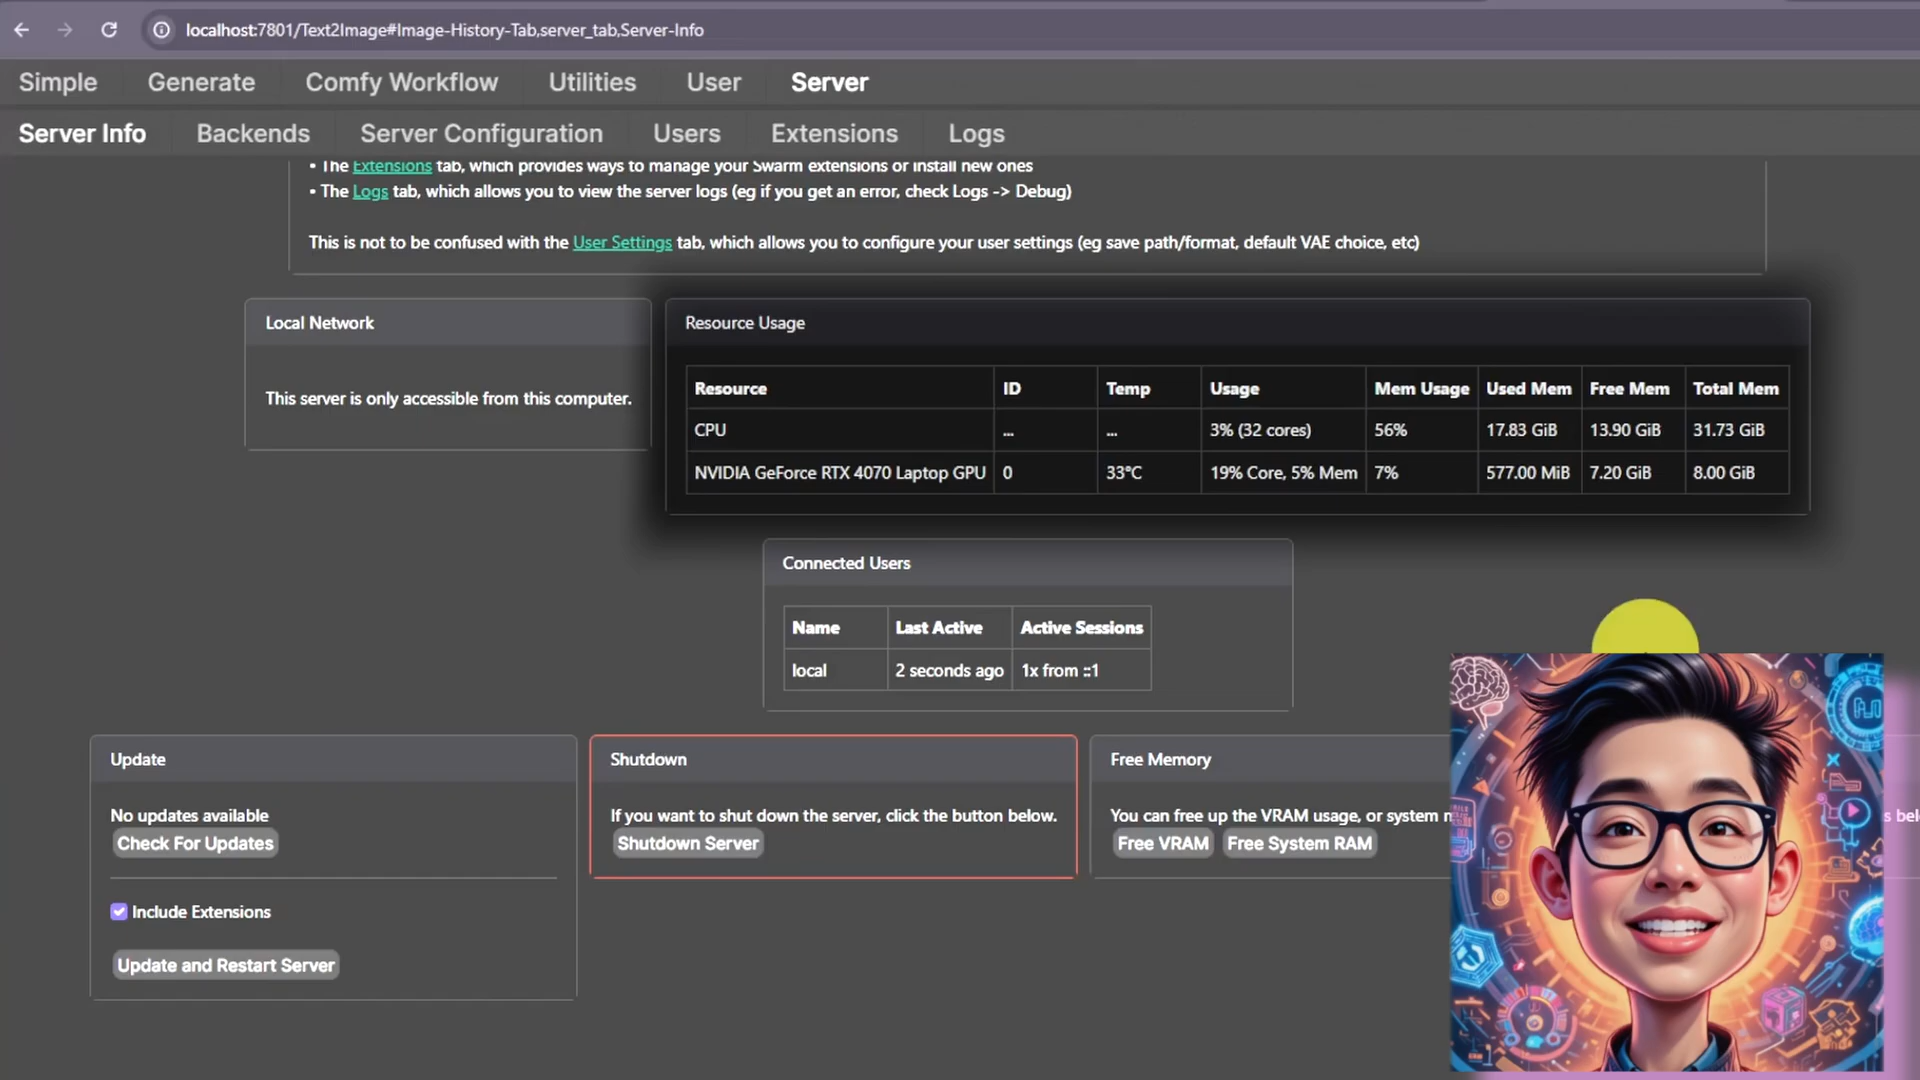 localhost:7801/Text2Image#Image-History-Tab,server_tab,Server-Info
Simple Generate Comfy Workflow Utilities User Server
Server Info Backends Server Configuration Users Extensions Logs
• The Extensions tab, which provides ways to manage your Swarm extensions or install new ones
• The Logs tab, which allows you to view the server logs (eg if you get an error, check Logs -> Debug)
This is not to be confused with the User Settings tab, which allows you to configure your user settings (eg save path/format, default VAE choice, etc)
Local Network
This server is only accessible from this computer.
Resource Usage
Resource ID Temp Usage Mem Usage Used Mem Free Mem Total Mem
CPU ... ... 3% (32 cores) 56% 17.83 GiB 13.90 GiB 31.73 GiB
NVIDIA GeForce RTX 4070 Laptop GPU 0 33°C 19% Core, 5% Mem 7% 577.00 MiB 7.20 GiB 8.00 GiB
Connected Users
Name Last Active Active Sessions
local 2 seconds ago 1x from ::1
Update
No updates available
Check For Updates
Include Extensions
Update and Restart Server
Shutdown
If you want to shut down the server, click the button below.
Shutdown Server
Free Memory
You can free up the VRAM usage, or system
Free VRAM Free System RAM